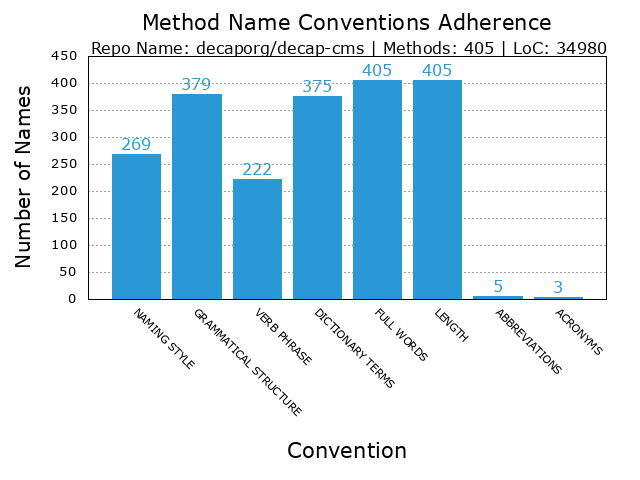 Method Name Conventions Adherence
Repo Name: decaporg/decap-cms | Methods: 405 | LoC: 34980
Number of Names
450
400
350
300
250
200
150
100
50
0
269
379
222
375
405
405
5
3
NAMING STYLE
GRAMMATICAL STRUCTURE
VERB PHRASE
DICTIONARY TERMS
FULL WORDS
LENGTH
ABBREVIATIONS
ACRONYMS
Convention